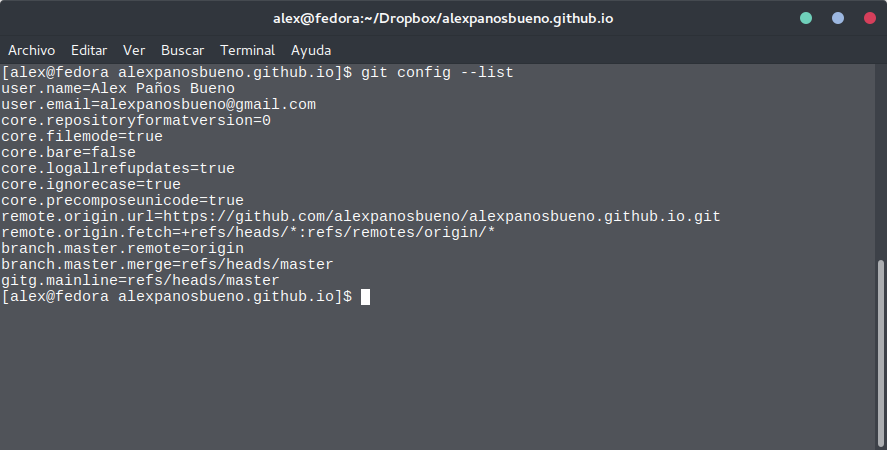 alex@fedora:~/Dropbox/alexpanosbueno.github.io
Archivo Editar Ver Buscar Terminal Ayuda
[alex@fedora alexpanosbueno.github.io]$ git config --list
user.name=Alex Paños Bueno
user.email=alexpanosbueno@gmail.com
core.repositoryformatversion=0
core.filemode=true
core.bare=false
core.logallrefupdates=true
core.ignorecase=true
core.precomposeunicode=true
remote.origin.url=https://github.com/alexpanosbueno/alexpanosbueno.github.io.git
remote.origin.fetch=+refs/heads/*:refs/remotes/origin/*
branch.master.remote=origin
branch.master.merge=refs/heads/master
gitg.mainline=refs/heads/master
[alex@fedora alexpanosbueno.github.io]$